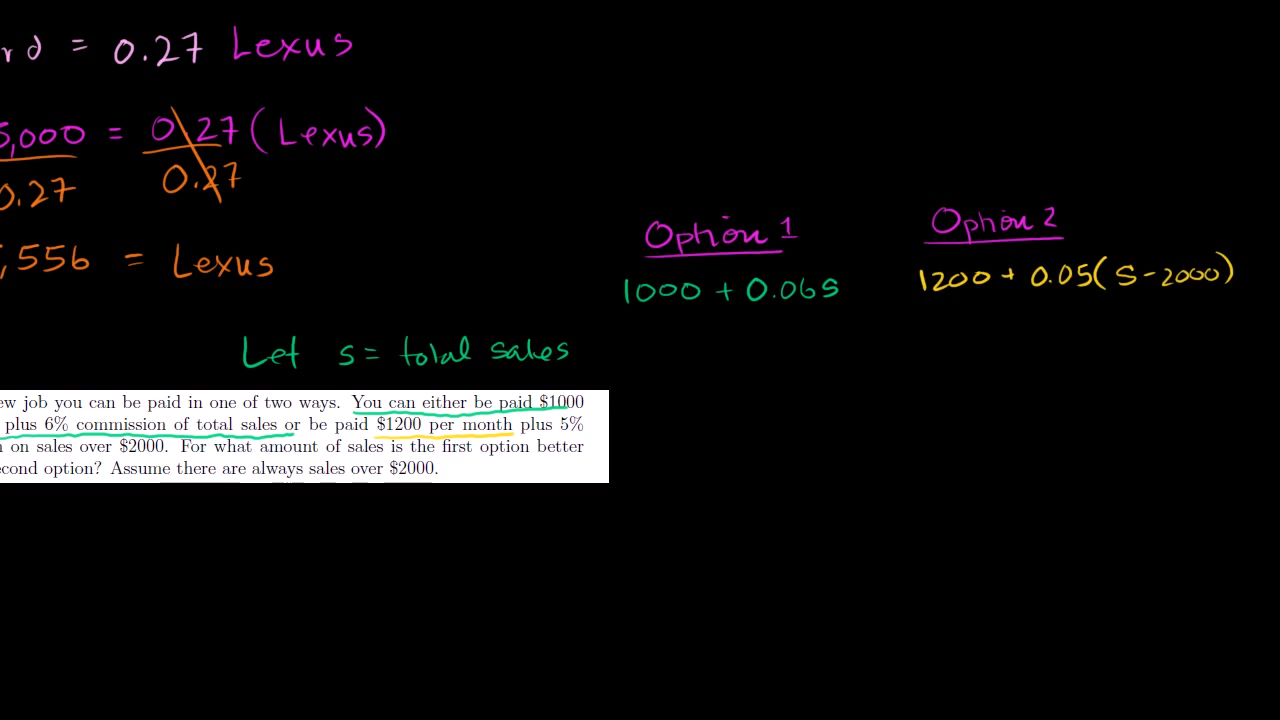 rd = 0.27 Lexus
5,000 = 0.27 (Lexus)
0.27 0.27
,556 = Lexus
Option 1
1000 + 0.06s
Option 2
1200 + 0.05(S-2000)
Let s = total sales
ew job you can be paid in one of two ways. You can either be paid $1000
plus 6% commission of total sales or be paid $1200 per month plus 5%
n on sales over $2000. For what amount of sales is the first option better
econd option? Assume there are always sales over $2000.